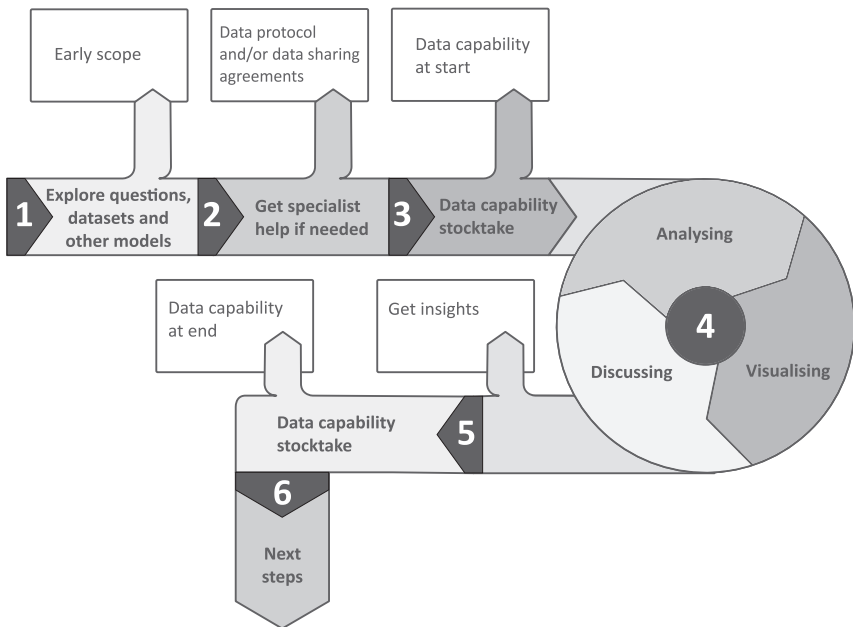 Early scope
Data protocol
and/or data sharing
agreements
Data capability
at start
1
Explore questions,
datasets and
other models
2
Get specialist
help if needed
3
Data capability
stocktake
4
Analysing
Visualising
Discussing
Get insights
Data capability
at end
5
Data capability
stocktake
6
Next
steps